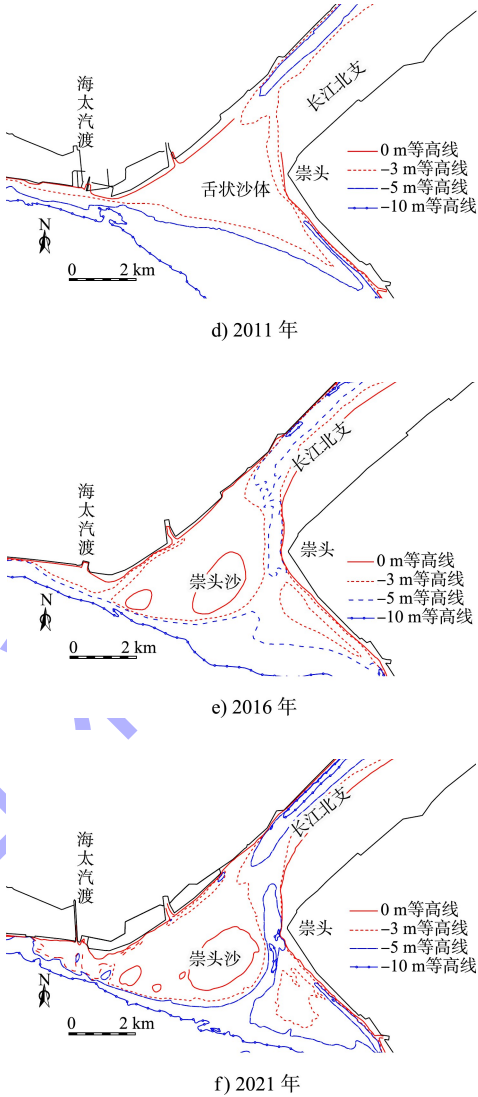 海太汽渡
长江北支
崇头
舌状沙体
0 m等高线
−3 m等高线
−5 m等高线
−10 m等高线
N
0 2 km
d) 2011 年
海太汽渡
长江北支
崇头
崇头沙
0 m等高线
−3 m等高线
−5 m等高线
−10 m等高线
N
0 2 km
e) 2016 年
海太汽渡
长江北支
崇头
崇头沙
0 m等高线
−3 m等高线
−5 m等高线
−10 m等高线
N
0 2 km
f) 2021 年